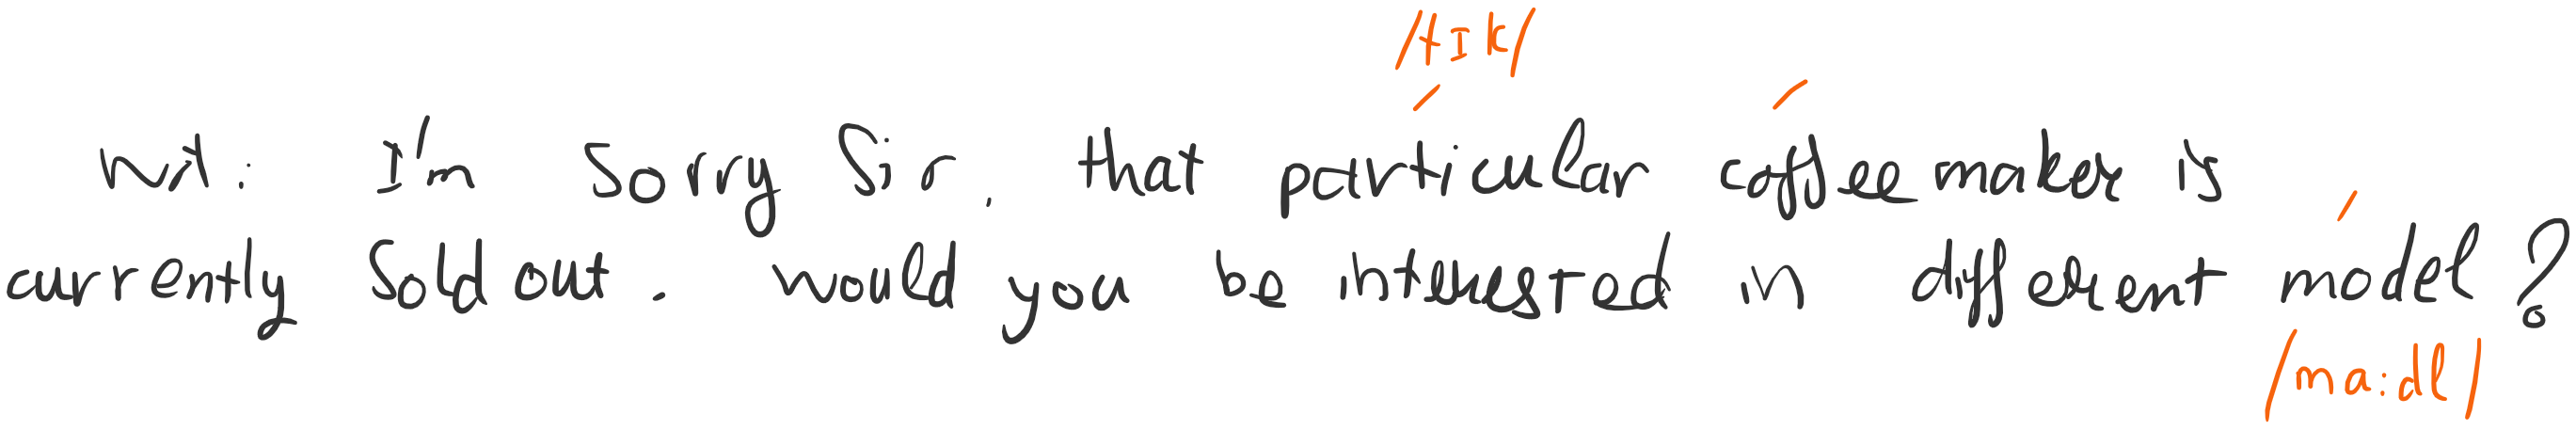 /tɪk/
WA: I'm sorry Sir, that particular coffee maker is
currently sold out. would you be interested in different model?
/ma:dl/